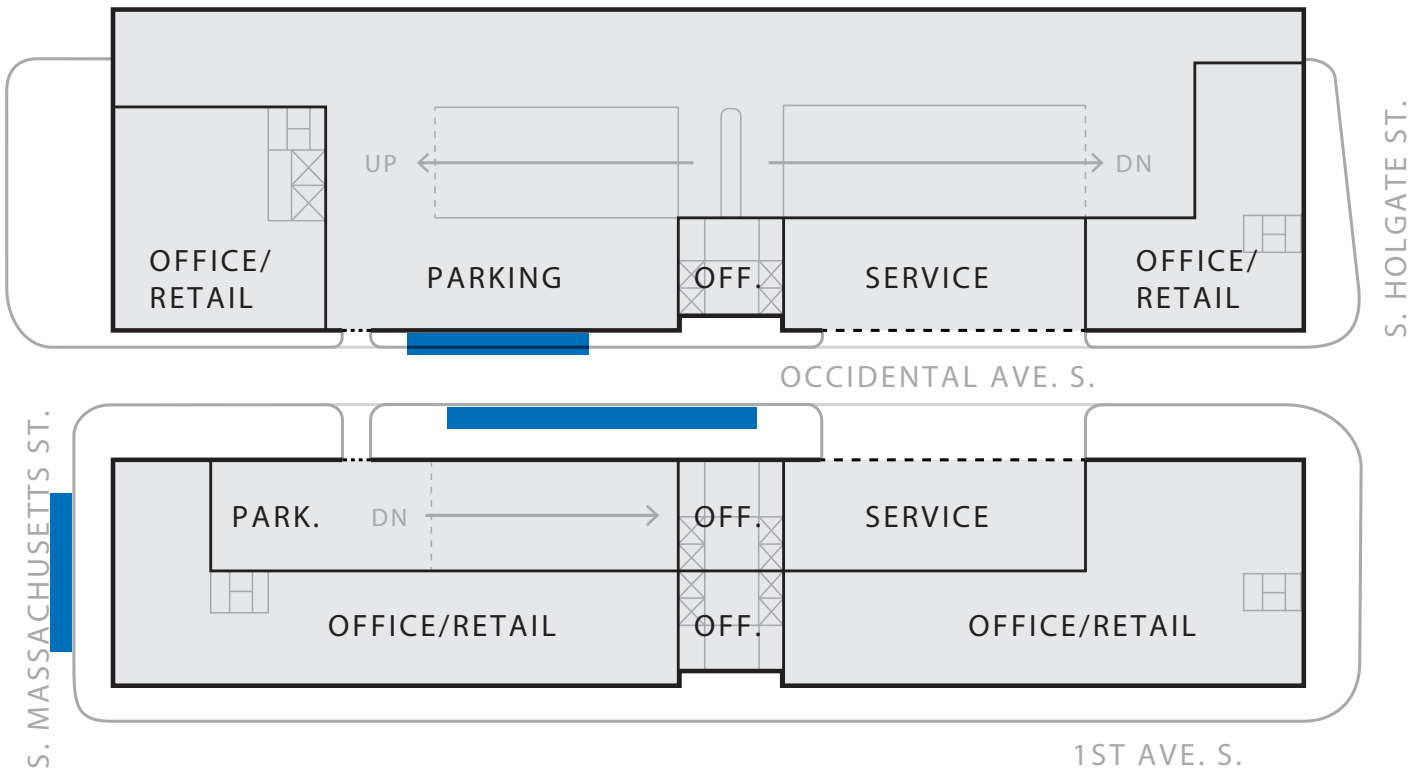 S. HOLGATE ST.
UP
DN
OFFICE/
RETAIL
PARKING
OFF.
SERVICE
OFFICE/
RETAIL
OCCIDENTAL AVE. S.
S. MASSACHUSETTS ST.
PARK.
DN
OFF.
SERVICE
OFFICE/RETAIL
OFF.
OFFICE/RETAIL
1ST AVE. S.